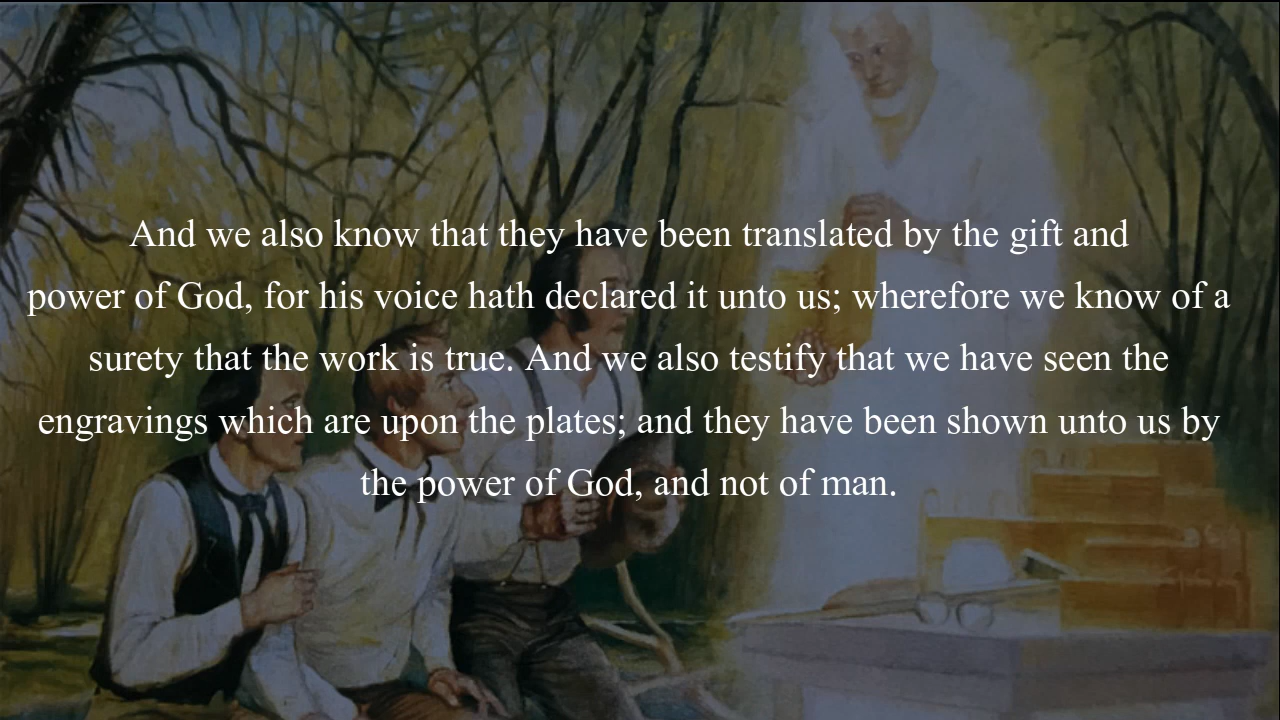 And we also know that they have been translated by the gift and
power of God, for his voice hath declared it unto us; wherefore we know of a
surety that the work is true. And we also testify that we have seen the
engravings which are upon the plates; and they have been shown unto us by
the power of God, and not of man.